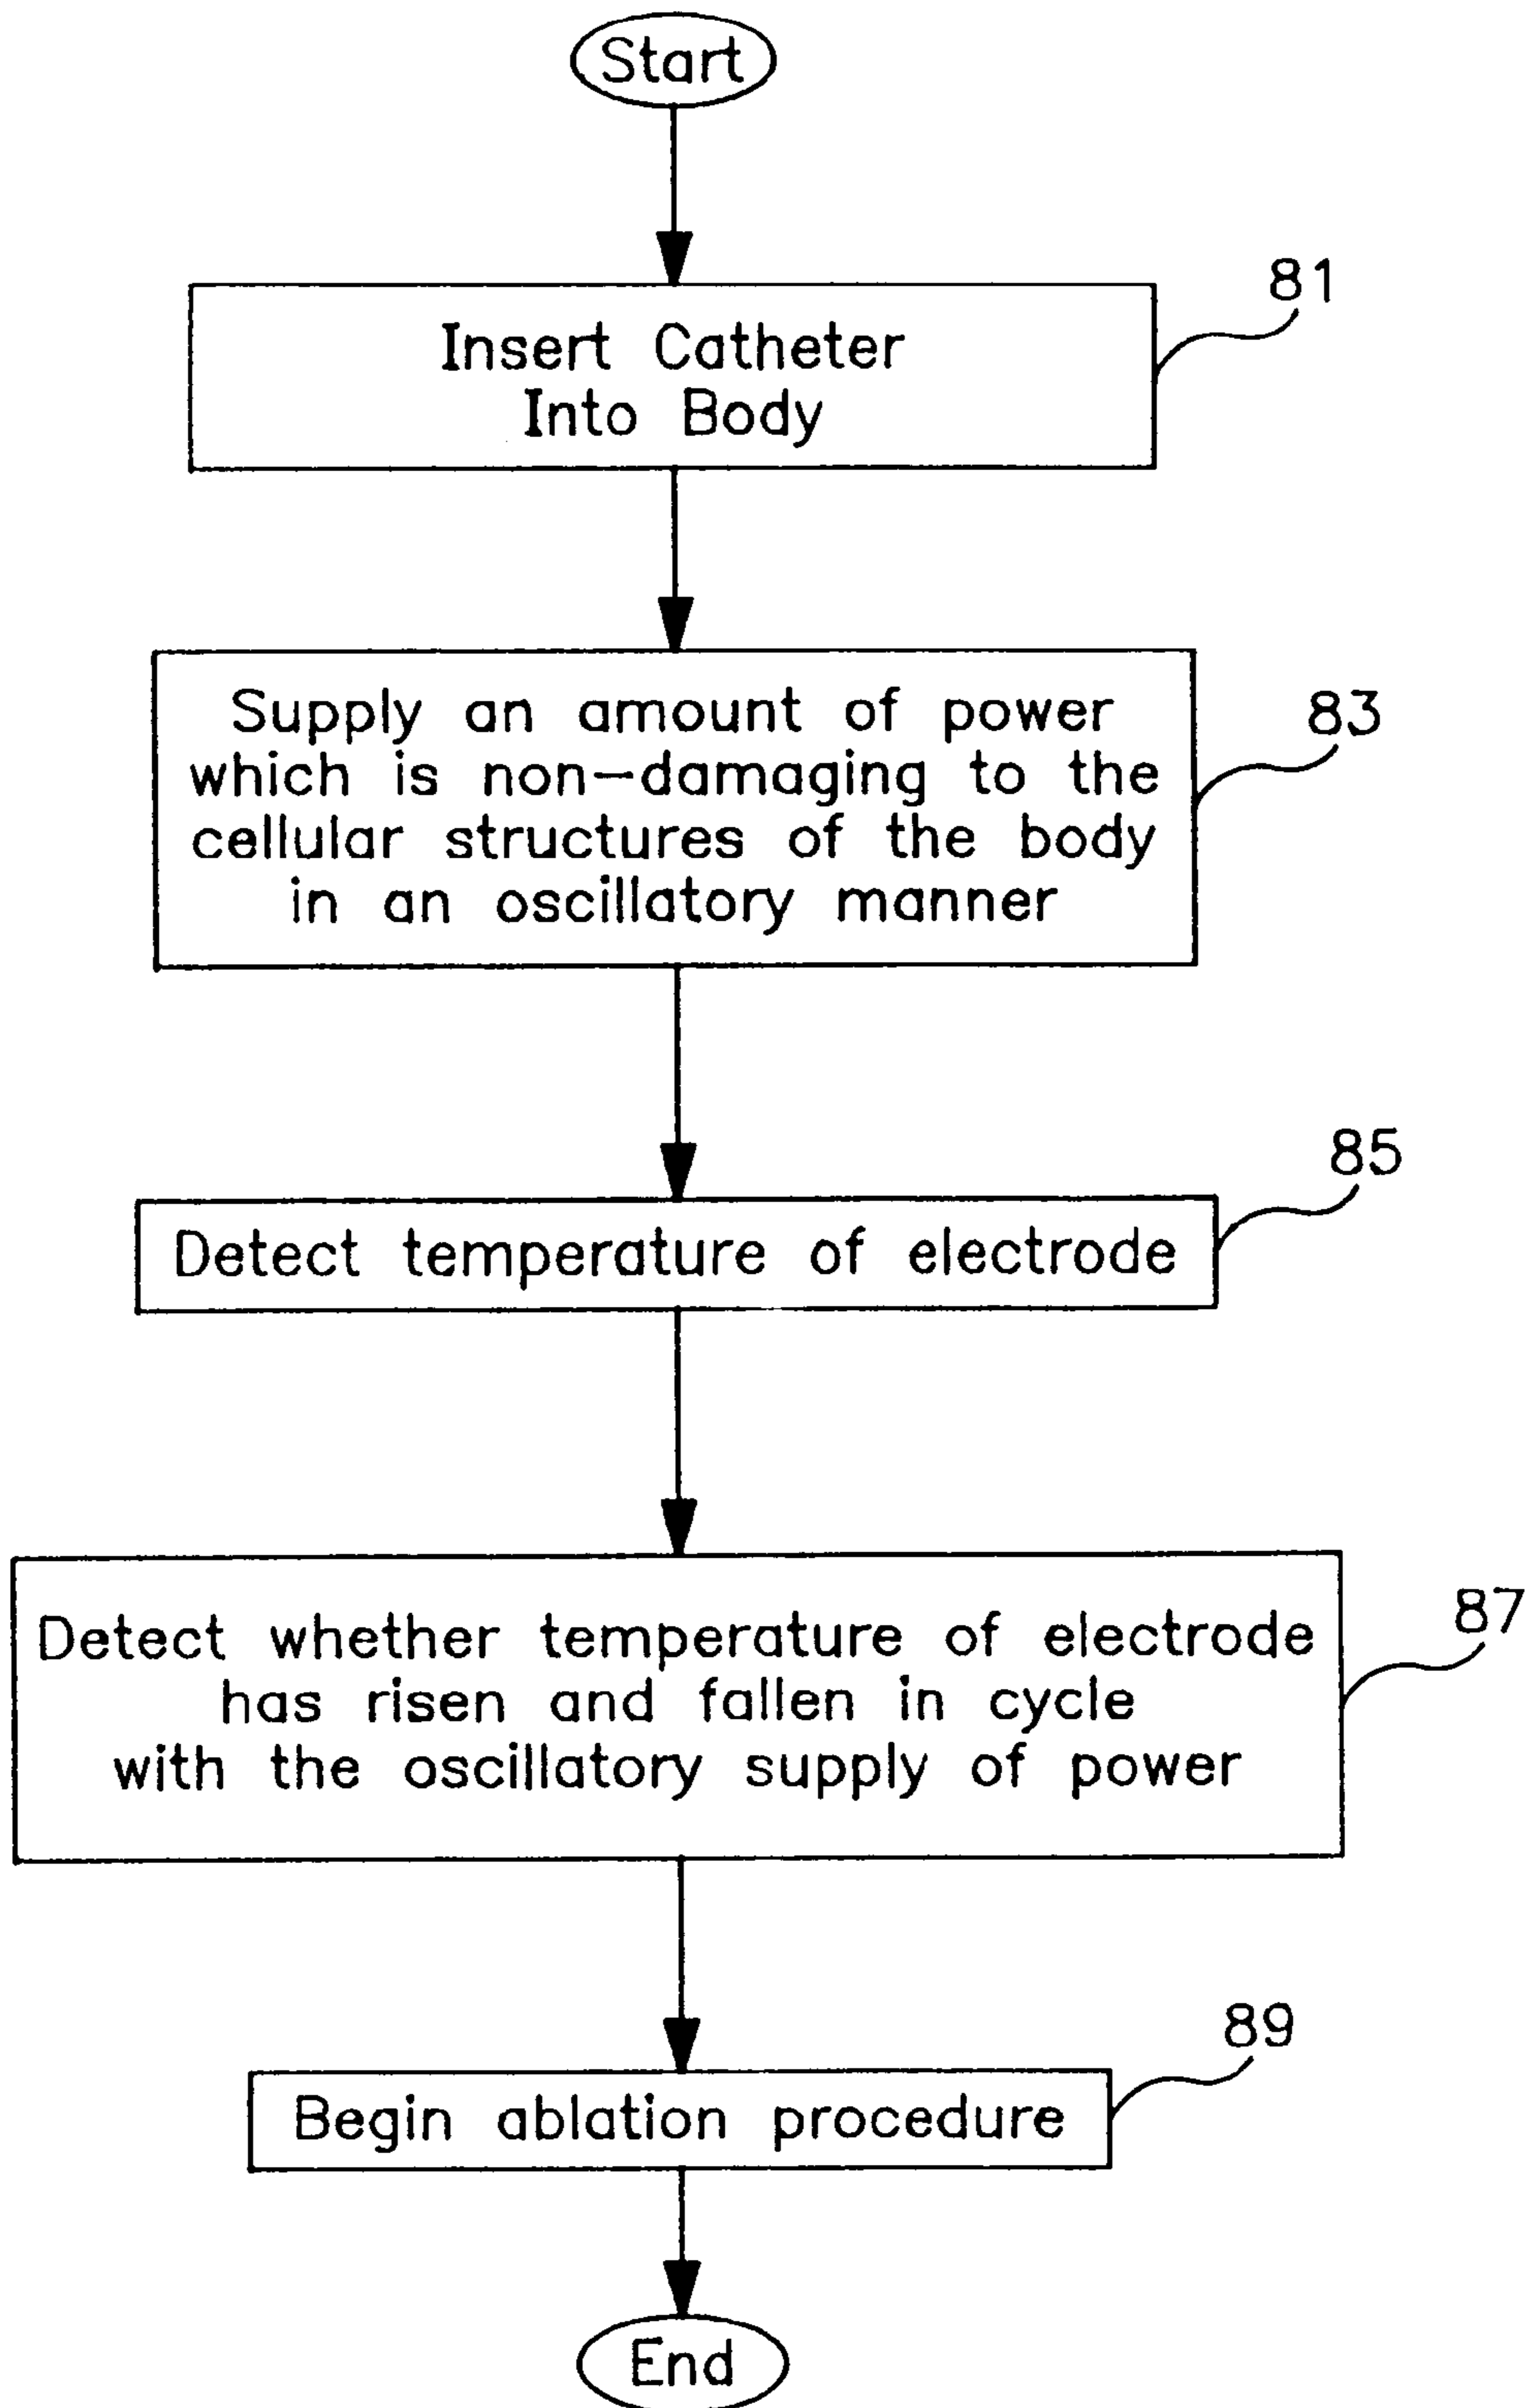 Start
81
Insert Catheter
Into Body
83
Supply an amount of power
which is non-damaging to the
cellular structures of the body
in an oscillatory manner
85
Detect temperature of electrode
87
Detect whether temperature of electrode
has risen and fallen in cycle
with the oscillatory supply of power
89
Begin ablation procedure
End